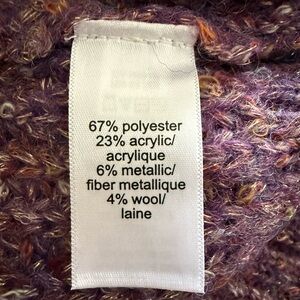 67% polyester
23% acrylic/
acrylique
6% metallic/
fiber metallique
4% wool/
laine